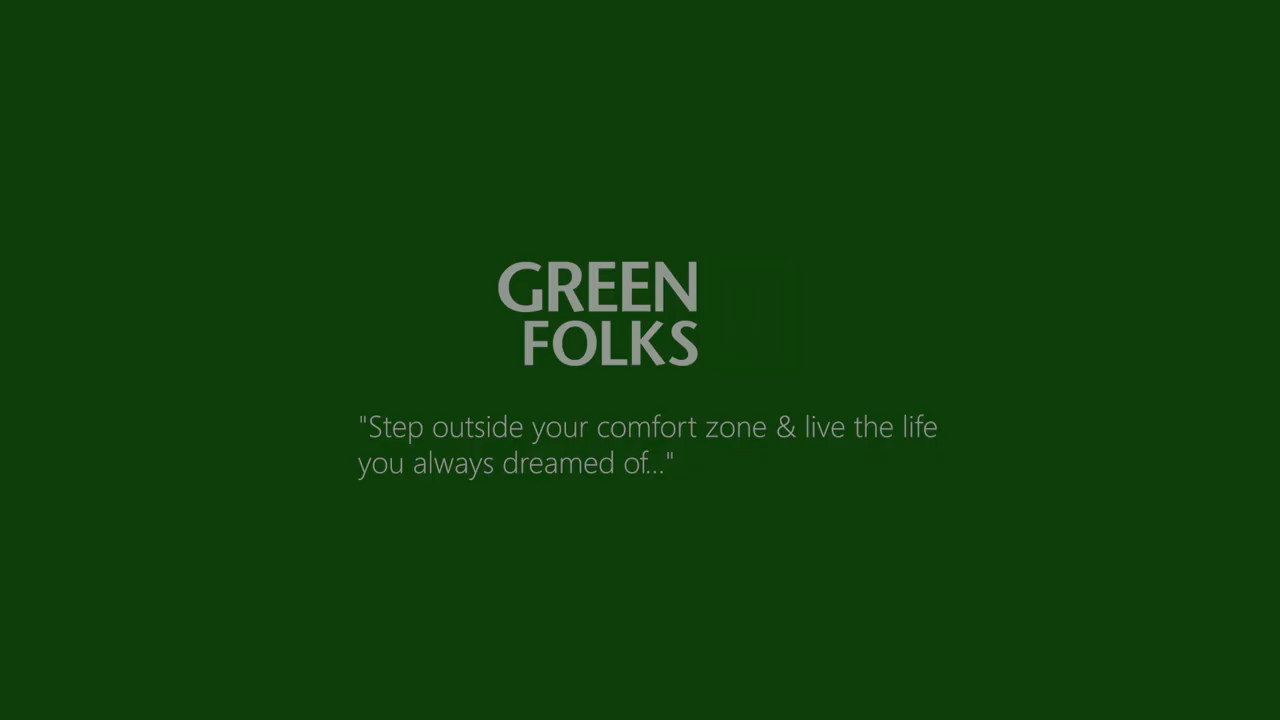 GREEN
FOLKS
"Step outside your comfort zone & live the life
you always dreamed of..."